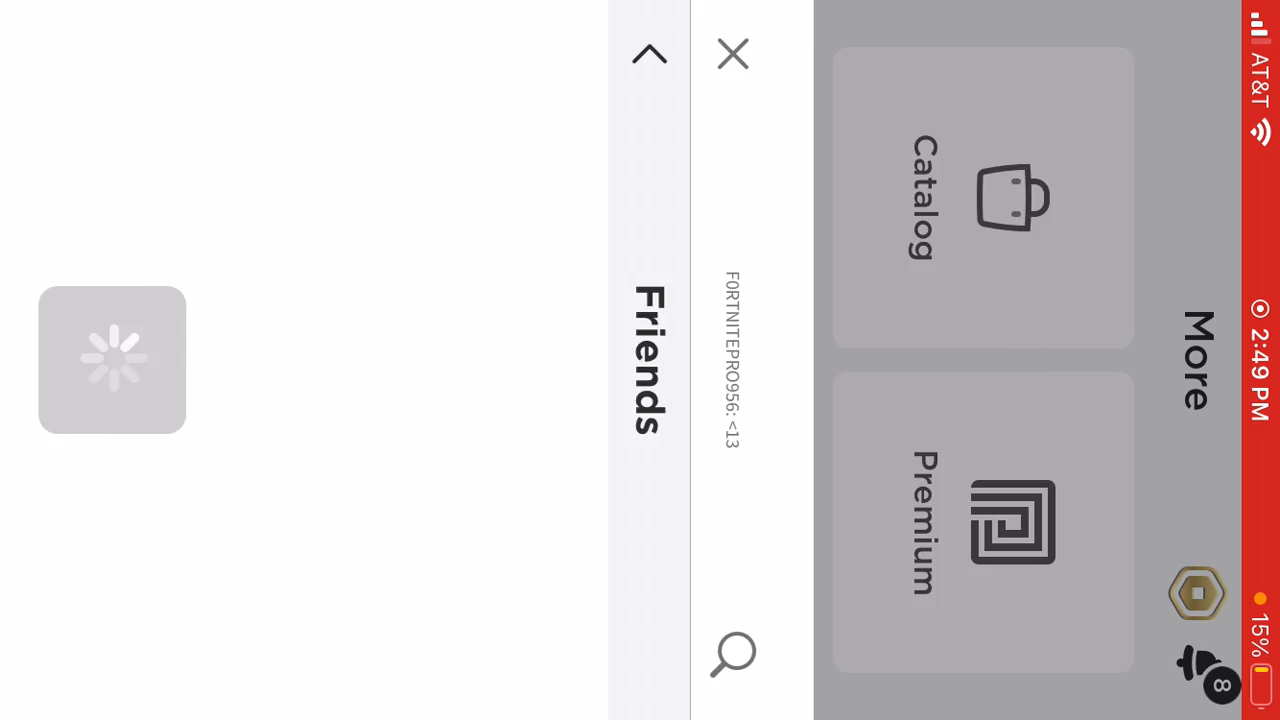 AT&T 2:49 PM 15%
More
8
Catalog Premium
F0RTNITEPRO956: <13
Friends